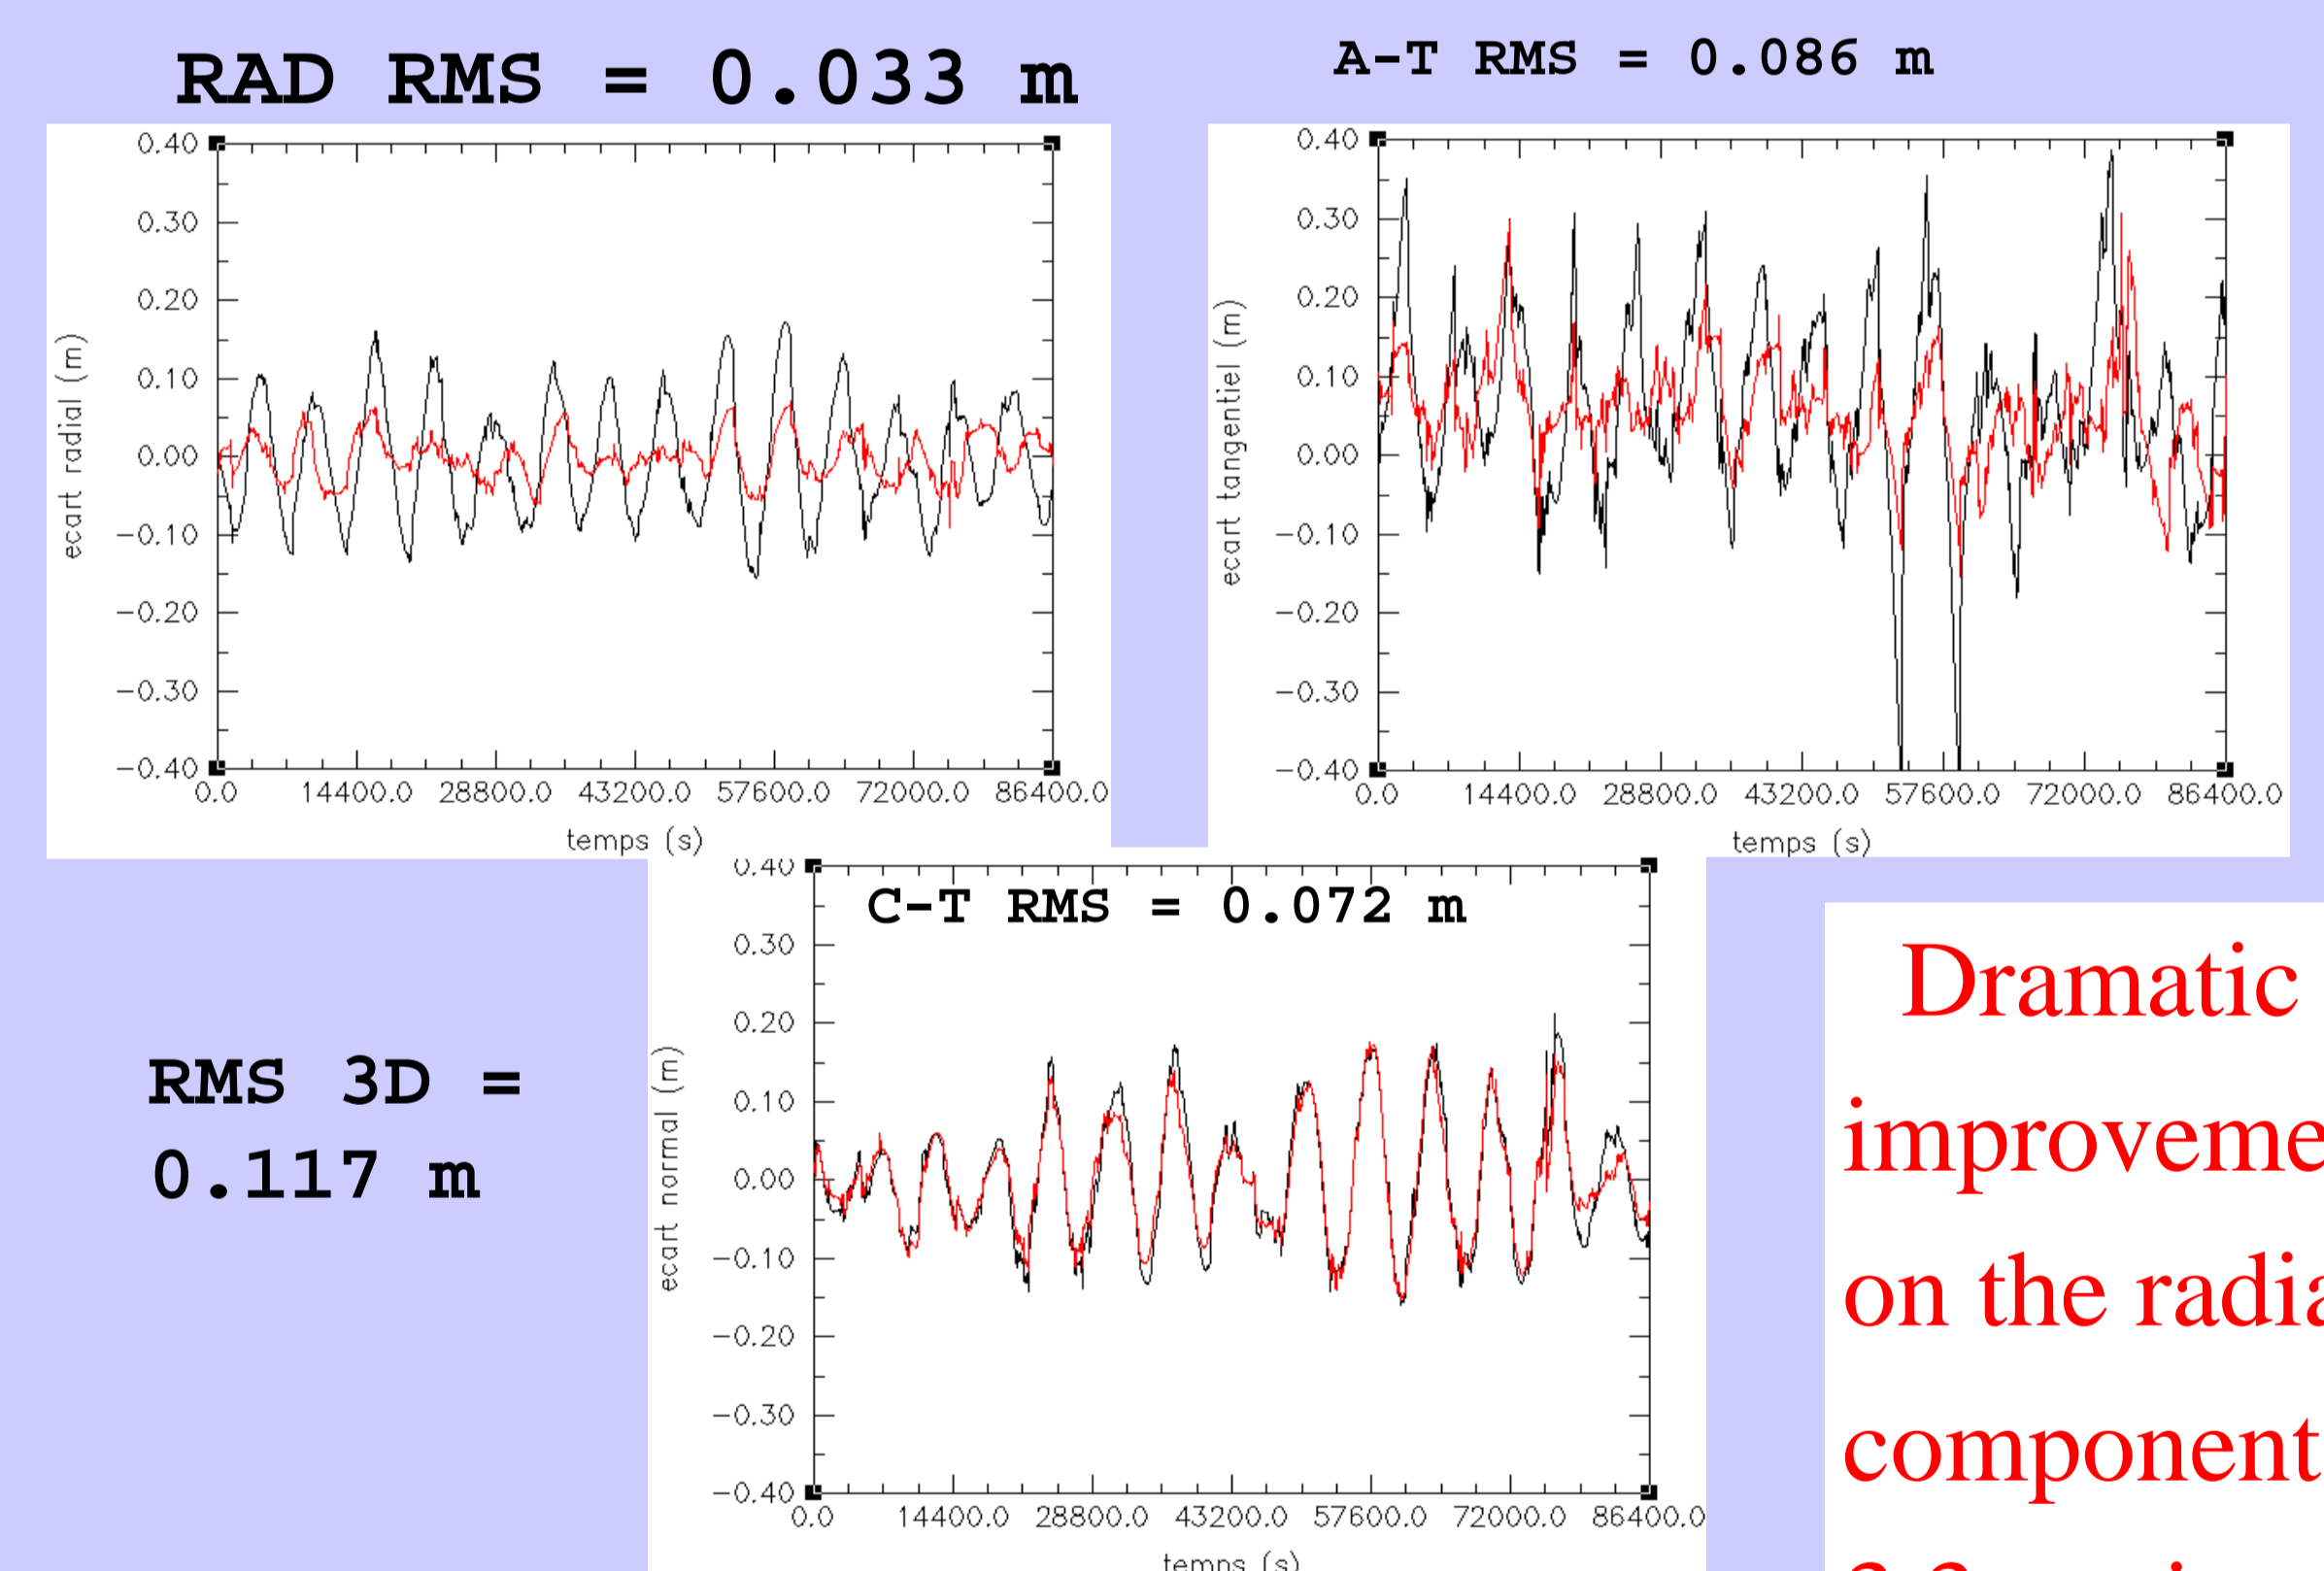 RAD RMS = 0.033 m
0.40
0.30
0.20
0.10
0.00
−0.10
−0.20
−0.30
−0.40
ecart radial (m)
0.0 14400.0 28800.0 43200.0 57600.0 72000.0 86400.0
temps (s)
A-T RMS = 0.086 m
0.40
0.30
0.20
0.10
0.00
−0.10
−0.20
−0.30
−0.40
ecart tangentiel (m)
0.0 14400.0 28800.0 43200.0 57600.0 72000.0 86400.0
temps (s)
RMS 3D =
0.117 m
C-T RMS = 0.072 m
0.40
0.30
0.20
0.10
0.00
−0.10
−0.20
−0.30
−0.40
ecart normal (m)
0.0 14400.0 28800.0 43200.0 57600.0 72000.0 86400.0
temps (s)
Dramatic
improveme
on the radia
component